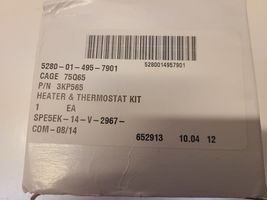 5280-01-495-7901
CAGE 75Q65
P/N 3KP565
HEATER & THERMOSTAT KIT
1 EA
SPE5EK-14-V-2967-
COM-08/14
5280014957901
652913 10.04 12